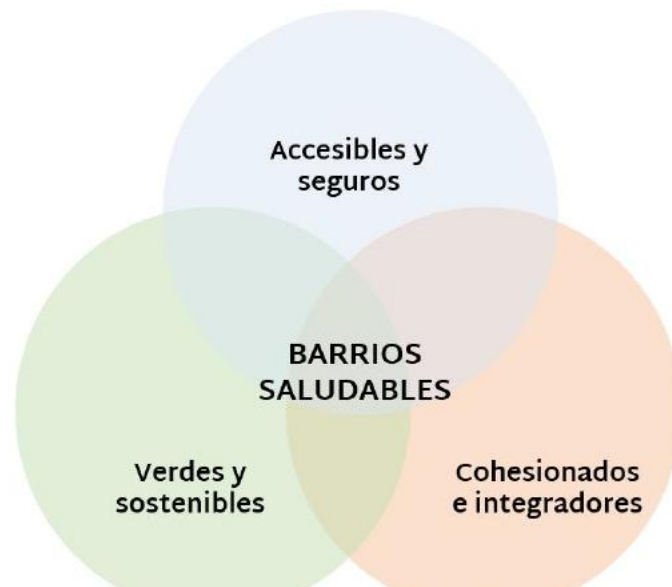 Accesibles y
seguros
BARRIOS
SALUDABLES
Verdes y
sostenibles
Cohesionados
e integradores